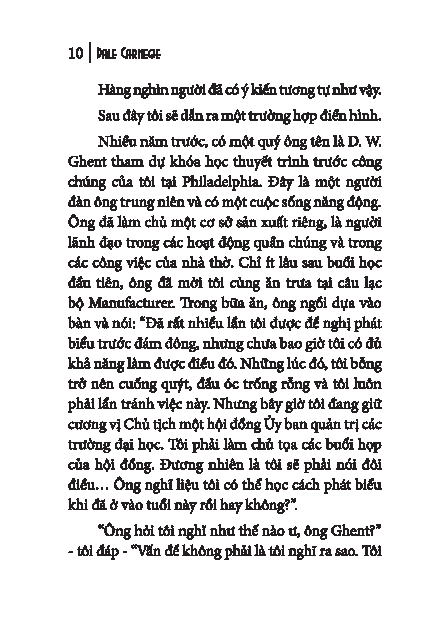 10 | DALE CARNEGIE
Hàng nghìn người đã có ý kiến tương tự như vậy.
Sau đây tôi sẽ dẫn ra một trường hợp điển hình.
Nhiều năm trước, có một quý ông tên là D. W.
Ghent tham dự khóa học thuyết trình trước công
chúng của tôi tại Philadelphia. Đây là một người
đàn ông trung niên và có một cuộc sống năng động.
Ông đã làm chủ một cơ sở sản xuất riêng, là người
lãnh đạo trong các hoạt động quần chúng và trong
các công việc của nhà thờ. Chỉ ít lâu sau buổi học
đầu tiên, ông đã mời tôi cùng ăn trưa tại câu lạc
bộ Manufacturer. Trong bữa ăn, ông ngồi dựa vào
bàn và nói: “Đã rất nhiều lần tôi được đề nghị phát
biểu trước đám đông, nhưng chưa bao giờ tôi có đủ
khả năng làm được điều đó. Những lúc đó, tôi bỗng
trở nên cuống quýt, đầu óc trống rỗng và tôi luôn
phải lẩn tránh việc này. Nhưng bây giờ tôi đang giữ
cương vị Chủ tịch một hội đồng Ủy ban quản trị các
trường đại học. Tôi phải làm chủ tọa các buổi họp
của hội đồng. Đương nhiên là tôi sẽ phải nói đôi
điều… Ông nghĩ liệu tôi có thể học cách phát biểu
khi đã ở vào tuổi này rồi hay không?”.
“Ông hỏi tôi nghĩ như thế nào ư, ông Ghent?”
- tôi đáp - “Vấn đề không phải là tôi nghĩ ra sao. Tôi